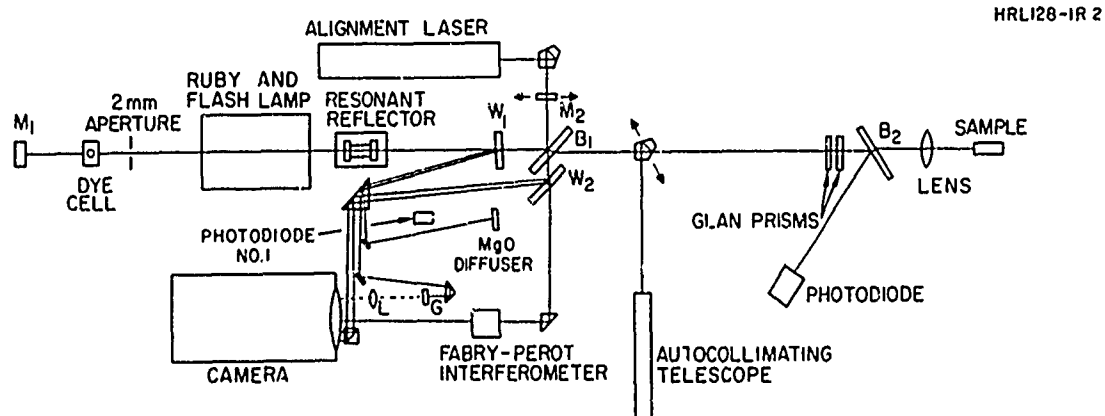 HRL128-1R 2
ALIGNMENT LASER
RUBY AND
FLASH LAMP
2mm
APERTURE
RESONANT
REFLECTOR
M1
W1
M2
B1
B2
SAMPLE
DYE
CELL
W2
LENS
GLAN PRISMS
PHOTODIODE
NO.1
MgO
DIFFUSER
PHOTODIODE
L
G
CAMERA
FABRY-PEROT
INTERFEROMETER
AUTOCOLLIMATING
TELESCOPE